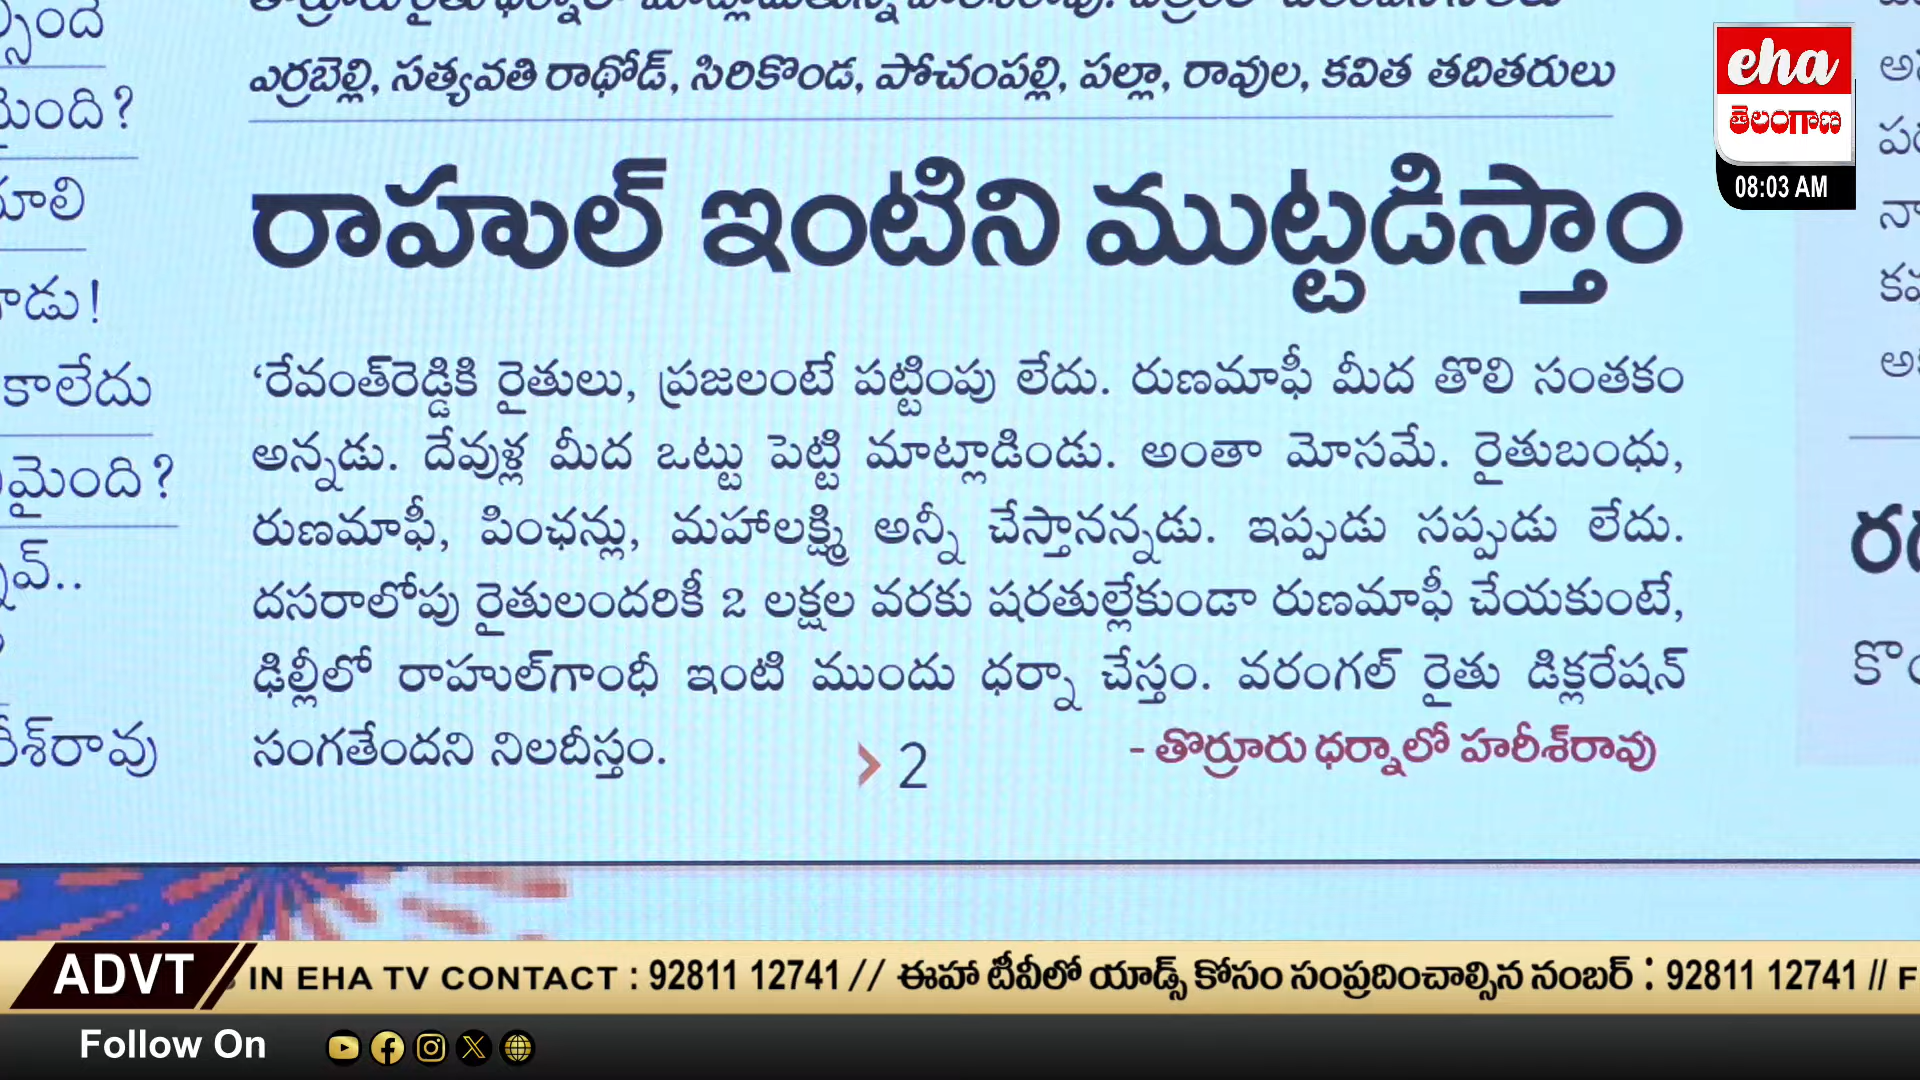 ఎర్రబెల్లి, సత్యవతి రాథోడ్, సిరికొండ, పోచంపల్లి, పల్లా, రావుల, కవిత తదితరులు
రాహుల్ ఇంటిని ముట్టడిస్తాం
‘రేవంత్‌రెడ్డికి రైతులు, ప్రజలంటే పట్టింపు లేదు. రుణమాఫీ మీద తొలి సంతకం
అన్నడు. దేవుళ్ల మీద ఒట్టు పెట్టి మాట్లాడిండు. అంతా మోసమే. రైతుబంధు,
రుణమాఫీ, పింఛన్లు, మహాలక్ష్మి అన్నీ చేస్తానన్నడు. ఇప్పుడు సప్పుడు లేదు.
దసరాలోపు రైతులందరికీ 2 లక్షల వరకు షరతుల్లేకుండా రుణమాఫీ చేయకుంటే,
ఢిల్లీలో రాహుల్‌గాంధీ ఇంటి ముందు ధర్నా చేస్తం. వరంగల్ రైతు డిక్లరేషన్
సంగతేందని నిలదీస్తం.
> 2
- తొర్రూరు ధర్నాలో హరీశ్‌రావు
కాలేదు
eha
తెలంగాణ
08:03 AM
ADVT
IN EHA TV CONTACT : 92811 12741 // ఈహా టీవీలో యాడ్స్ కోసం సంప్రదించాల్సిన నంబర్ : 92811 12741 // F
Follow On